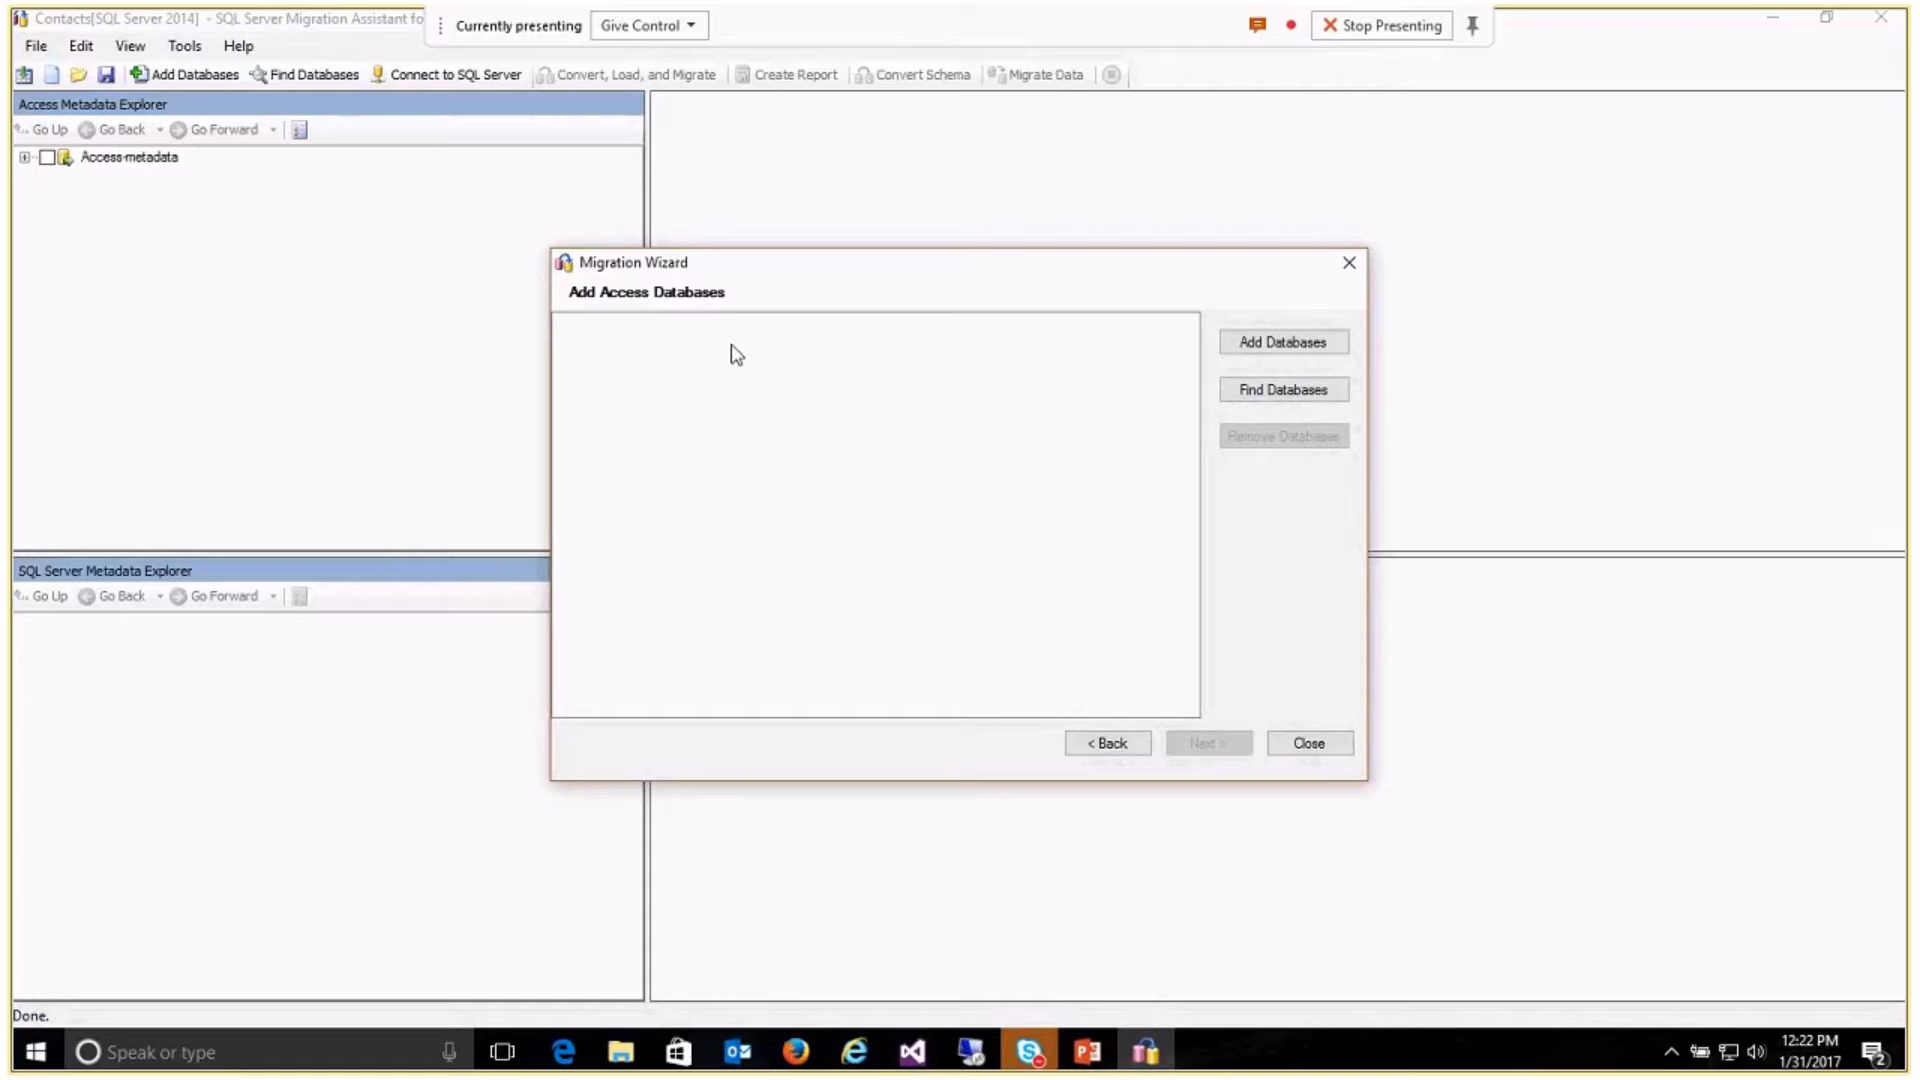 Contacts[SQL Server 2014] - SQL Server Migration Assistant fo
Currently presenting Give Control Stop Presenting
File Edit View Tools Help
Add Databases Find Databases Connect to SQL Server Convert, Load, and Migrate Create Report Convert Schema Migrate Data
Access Metadata Explorer
Go Up Go Back Go Forward
Access-metadata
Migration Wizard
Add Access Databases
Add Databases
Find Databases
Remove Databases
SQL Server Metadata Explorer
Go Up Go Back Go Forward
< Back Next > Close
Done.
Speak or type
12:22 PM
1/31/2017
2